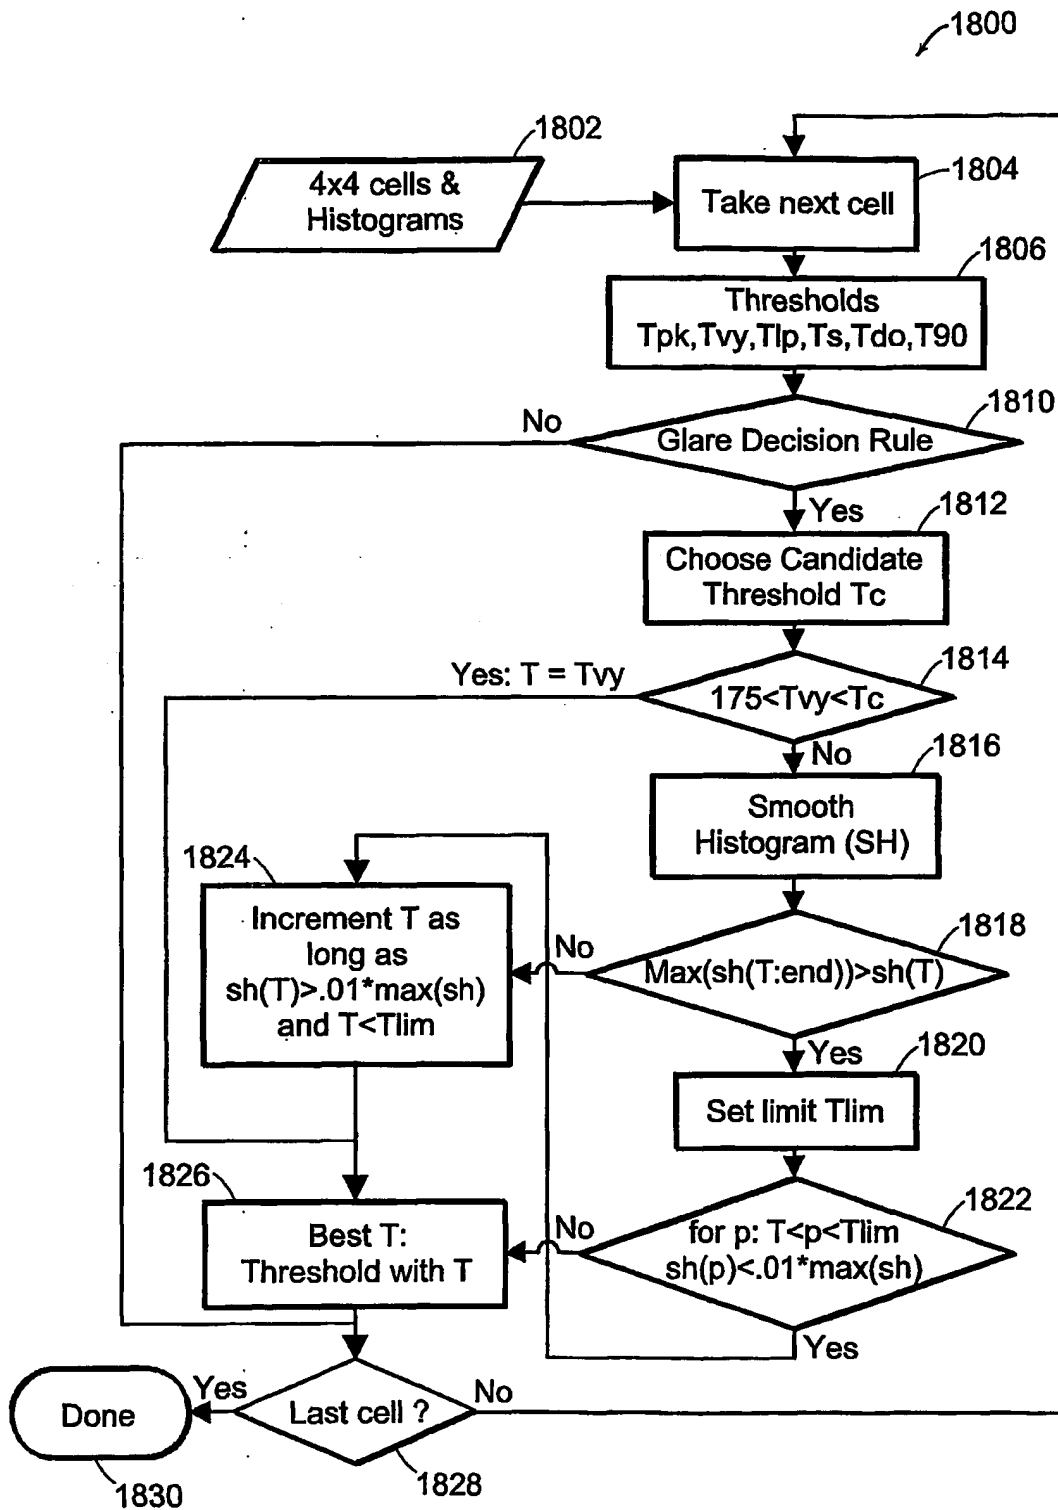 1800
1802
4x4 cells &
Histograms
1804
Take next cell
1806
Thresholds
Tpk,Tvy,Tlp,Ts,Tdo,T90
1810
No
Glare Decision Rule
Yes
1812
Choose Candidate
Threshold Tc
Yes: T = Tvy
1814
175<Tvy<Tc
No
1816
Smooth
Histogram (SH)
1824
Increment T as
long as
sh(T)>.01*max(sh)
and T<Tlim
No
1818
Max(sh(T:end))>sh(T)
Yes
1820
Set limit Tlim
1826
Best T:
Threshold with T
No
1822
for p: T<p<Tlim
sh(p)<.01*max(sh)
Yes
Yes
Done
Last cell ?
No
1828
1830